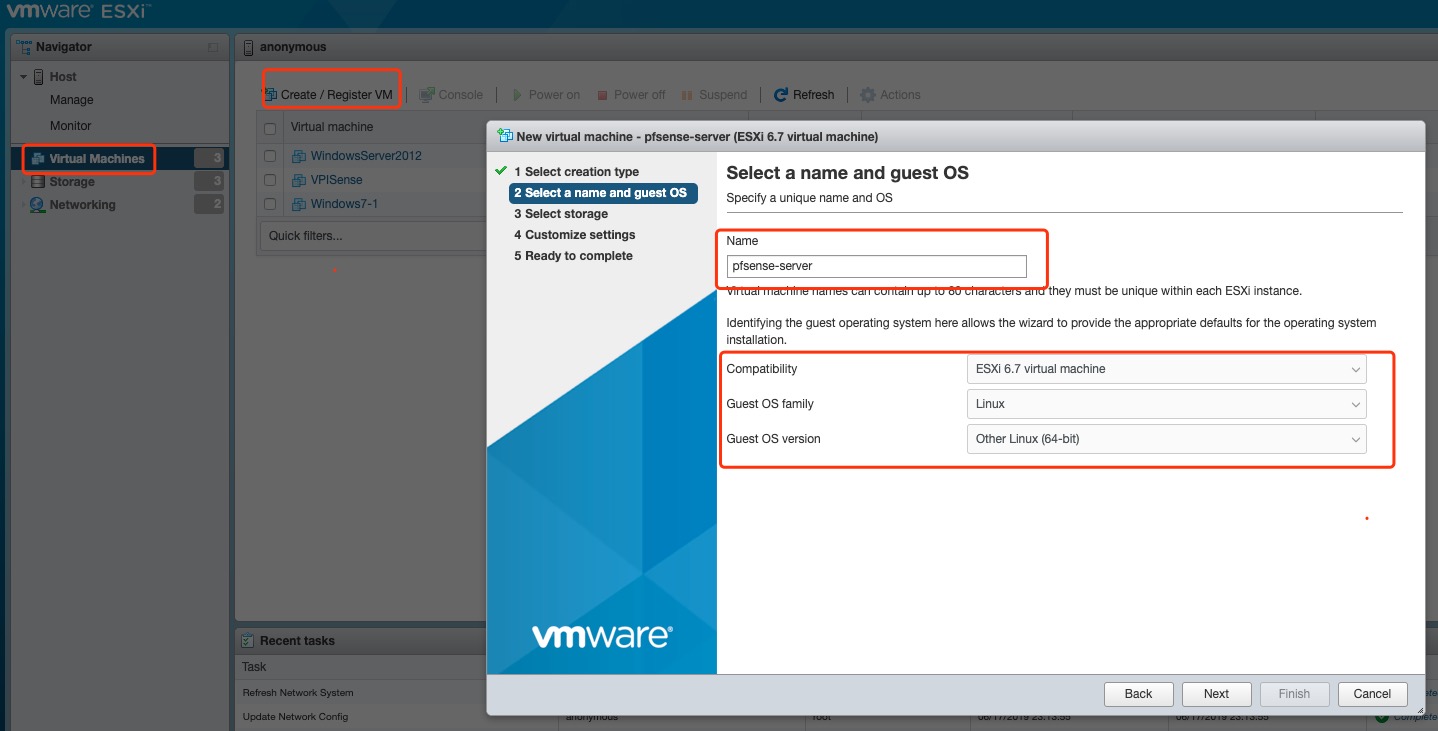 vmware ESXi™
Navigator
Host
Manage
Monitor
Virtual Machines 3
Storage 3
Networking 2
anonymous
Create / Register VM Console Power on Power off Suspend Refresh Actions
Virtual machine
WindowsServer2012
VPISense
Windows7-1
Quick filters...
New virtual machine - pfsense-server (ESXi 6.7 virtual machine)
1 Select creation type
2 Select a name and guest OS
3 Select storage
4 Customize settings
5 Ready to complete
vmware®
Select a name and guest OS
Specify a unique name and OS
Name
pfsense-server
Virtual machine names can contain up to 80 characters and they must be unique within each ESXi instance.
Identifying the guest operating system here allows the wizard to provide the appropriate defaults for the operating system
installation.
Compatibility ESXi 6.7 virtual machine
Guest OS family Linux
Guest OS version Other Linux (64-bit)
Back Next Finish Cancel
Recent tasks
Task
Refresh Network System
Update Network Config anonymous root 06/17/2019 23:13:55 06/17/2019 23:13:55